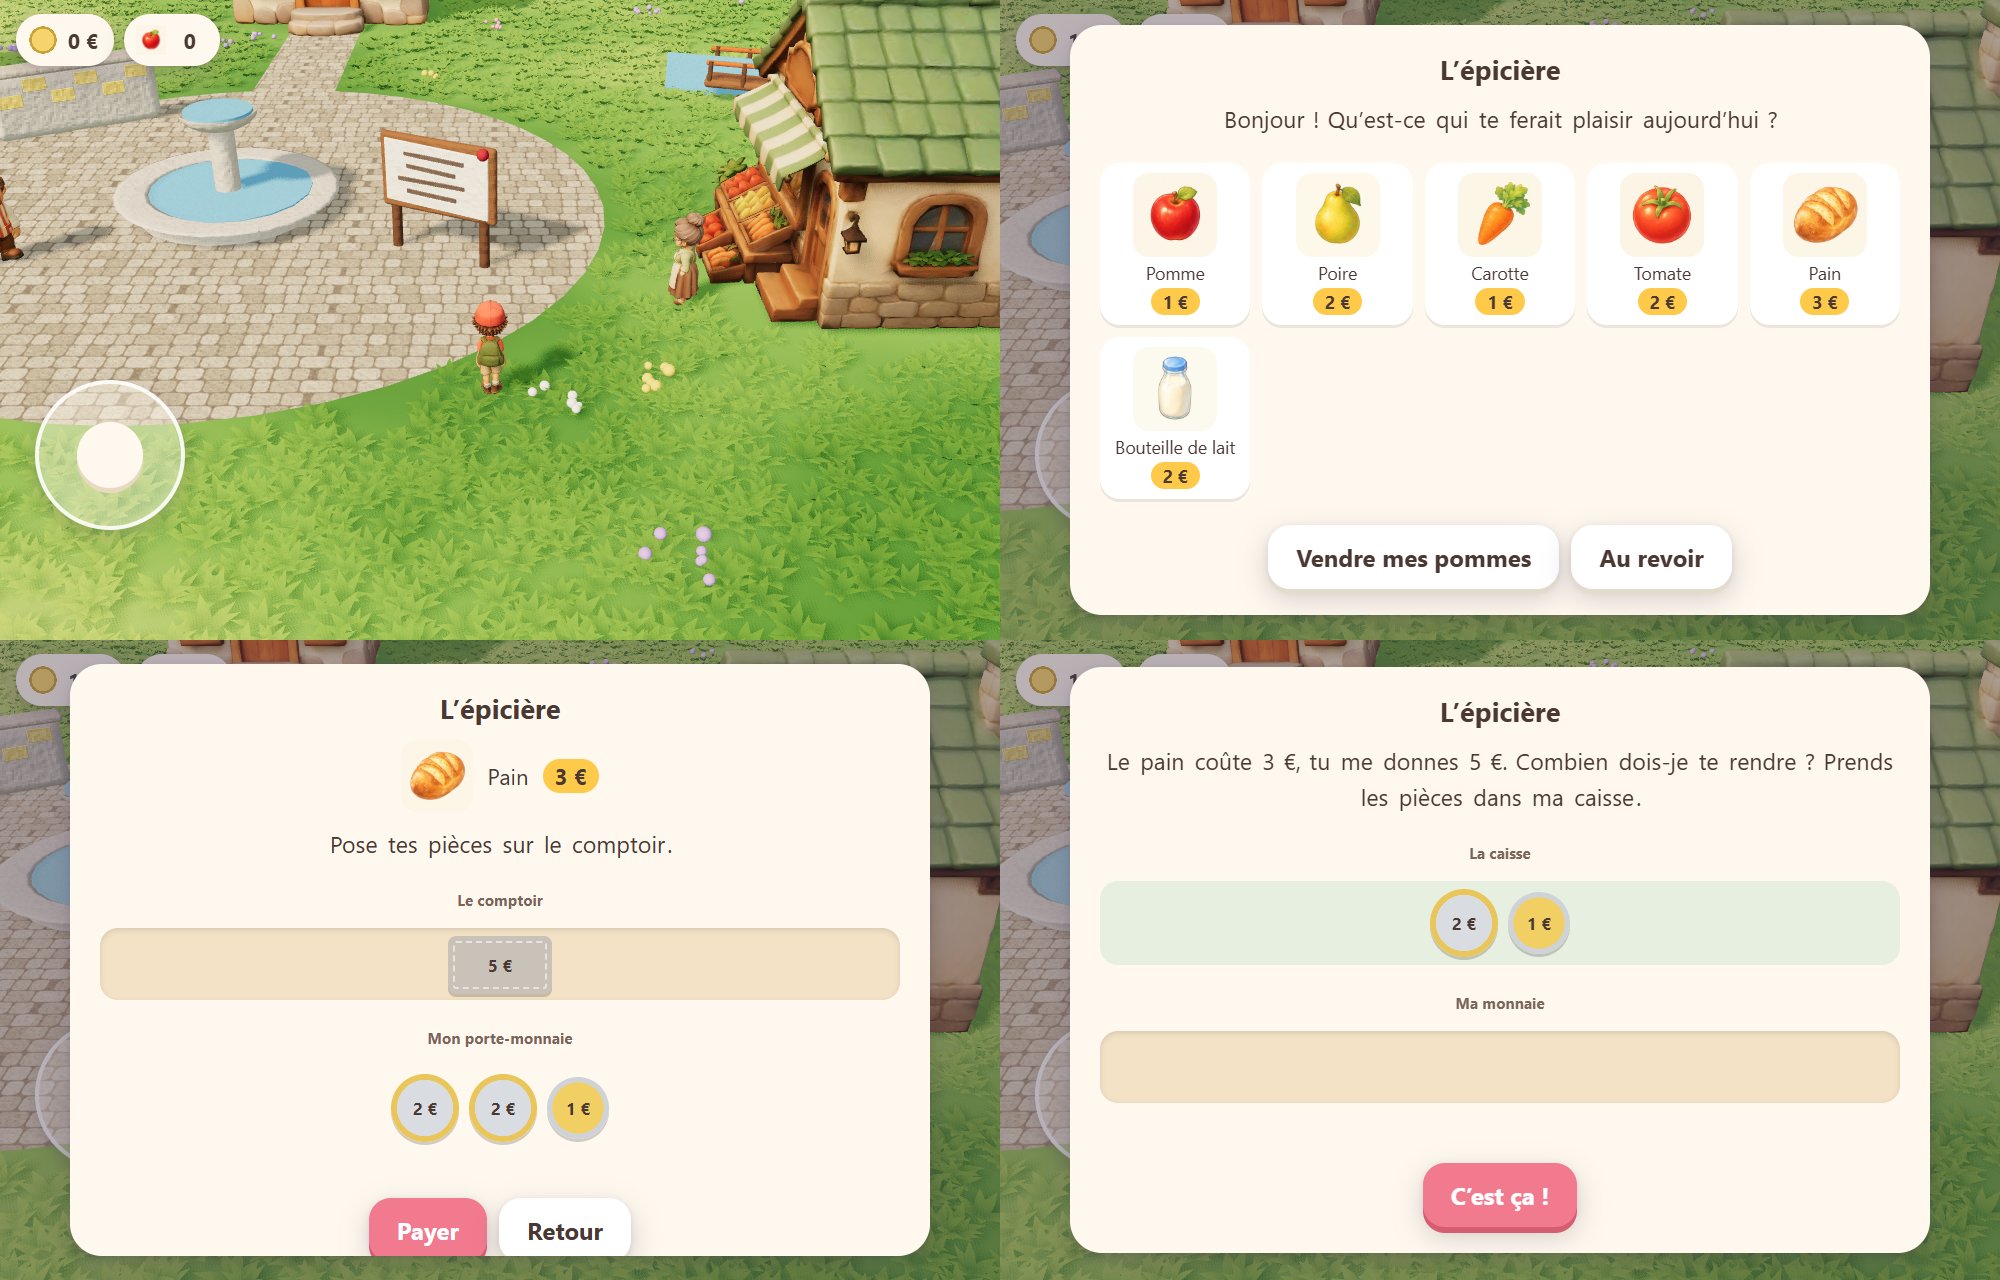 0 €
0
L’épicière
Bonjour ! Qu’est-ce qui te ferait plaisir aujourd’hui ?
Pomme
1 €
Poire
2 €
Carotte
1 €
Tomate
2 €
Pain
3 €
Bouteille de lait
2 €
Vendre mes pommes
Au revoir
L’épicière
Pain 3 €
Pose tes pièces sur le comptoir.
Le comptoir
5 €
Mon porte-monnaie
2 €
2 €
1 €
Payer
Retour
L’épicière
Le pain coûte 3 €, tu me donnes 5 €. Combien dois-je te rendre ? Prends
les pièces dans ma caisse.
La caisse
2 €
1 €
Ma monnaie
C’est ça !